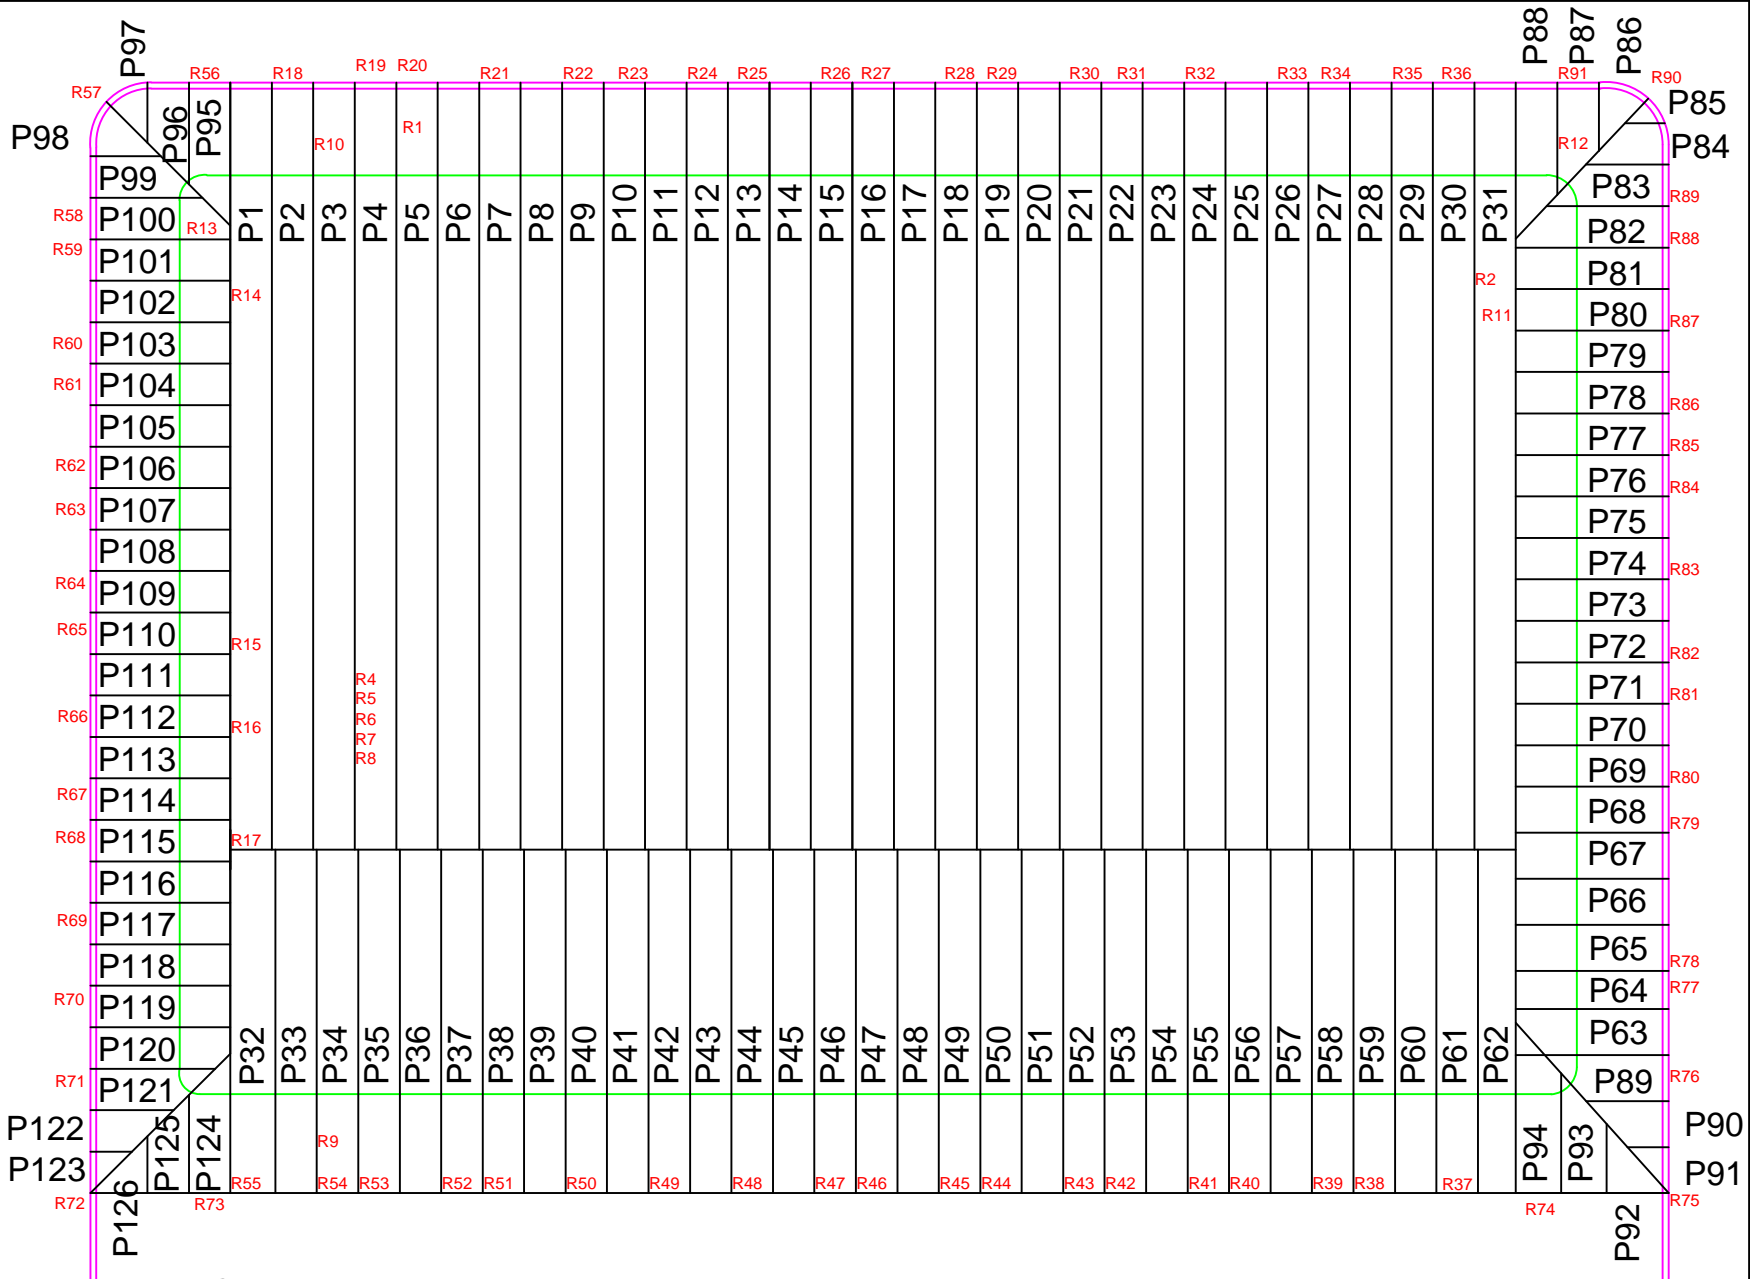 P97 P88 P87 P86
R56 R18 R19 R20 R21 R22 R23 R24 R25 R26 R27 R28 R29 R30 R31 R32 R33 R34 R35 R36 R91 R90
R57 P85
P98 P96 P95 R10 R1 R12 P84
P99 P83 R89
R58 P100 R13 P1 P2 P3 P4 P5 P6 P7 P8 P9 P10 P11 P12 P13 P14 P15 P16 P17 P18 P19 P20 P21 P22 P23 P24 P25 P26 P27 P28 P29 P30 P31 P82 R88
R59 P101 R2 P81
P102 R14 R11 P80 R87
R60 P103 P79
R61 P104 P78 R86
P105 P77 R85
R62 P106 P76 R84
R63 P107 P75
P108 P74 R83
R64 P109 P73
R65 P110 R15 P72 R82
P111 R4 P71 R81
R5
R66 P112 R16 R6 P70
R7
P113 R8 P69 R80
R67 P114 P68 R79
R68 P115 R17 P67
P116 P66
R69 P117
P118 P65 R78
R70 P119 P64 R77
P120 P32 P33 P34 P35 P36 P37 P38 P39 P40 P41 P42 P43 P44 P45 P46 P47 P48 P49 P50 P51 P52 P53 P54 P55 P56 P57 P58 P59 P60 P61 P62 P63
R71 P121 P89 R76
P122 P125 P124 R9 P94 P93 P90
P123 P91
R55 R54 R53 R52 R51 R50 R49 R48 R47 R46 R45 R44 R43 R42 R41 R40 R39 R38 R37
R72 P126 R73 R74 P92 R75